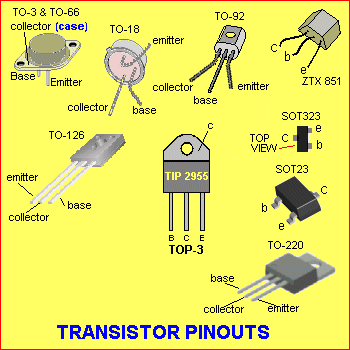 TO-3 & TO-66
collector (case)
Base
Emitter
TO-18
emitter
collector
base
TO-92
collector
base
emitter
c
b
e
ZTX 851
TO-126
emitter
collector
base
C
TIP 2955
B C E
TOP-3
SOT323
TOP
VIEW
C
e
b
SOT23
C
b
e
TO-220
base
collector
emitter
TRANSISTOR PINOUTS